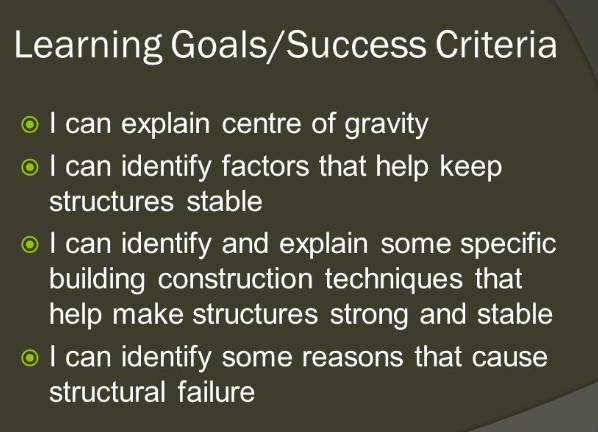 Learning Goals/Success Criteria
I can explain centre of gravity
I can identify factors that help keep
structures stable
I can identify and explain some specific
building construction techniques that
help make structures strong and stable
I can identify some reasons that cause
structural failure